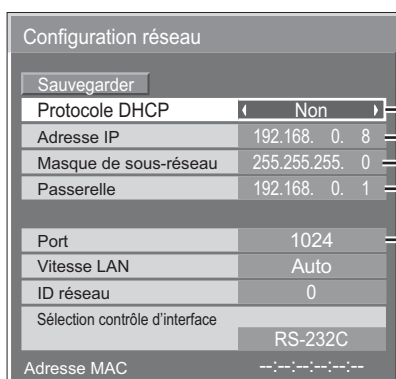 Configuration réseau
Sauvegarder
Protocole DHCP Non
Adresse IP 192.168. 0. 8
Masque de sous-réseau 255.255.255. 0
Passerelle 192.168. 0. 1
Port 1024
Vitesse LAN Auto
ID réseau 0
Sélection contrôle d'interface
RS-232C
Adresse MAC --:--:--:--:--:--